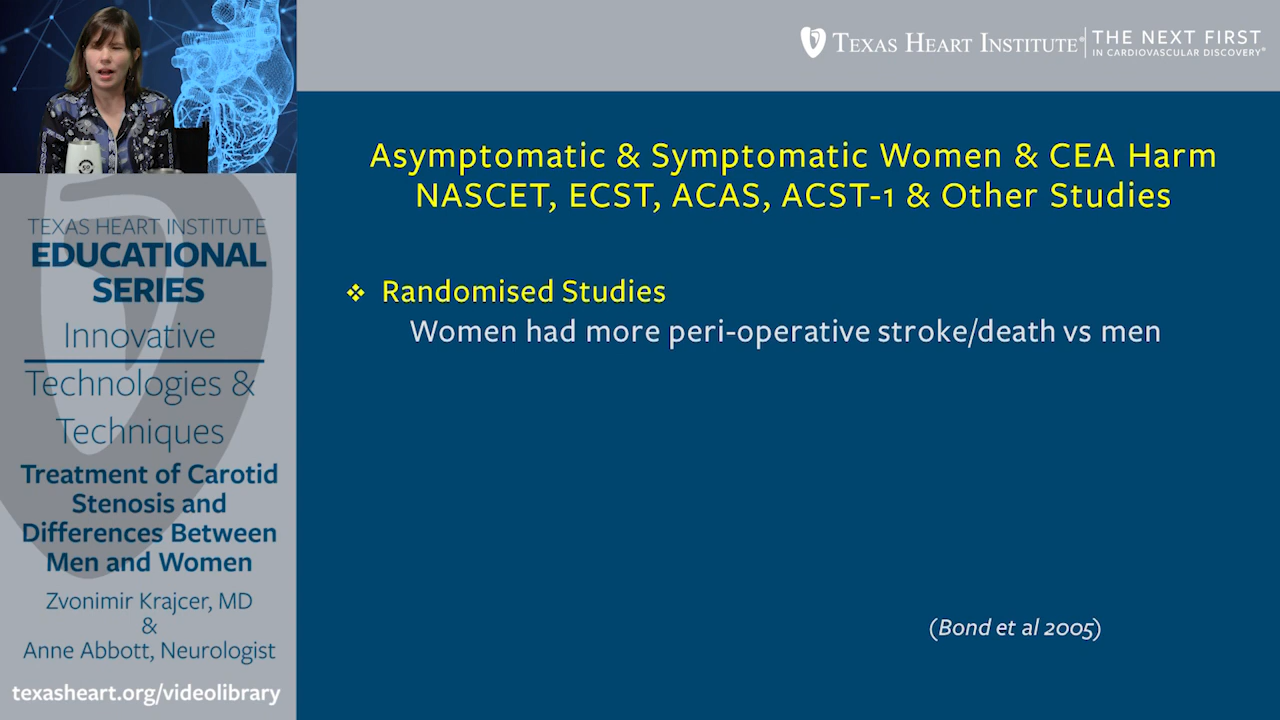 TEXAS HEART INSTITUTE® THE NEXT FIRST
IN CARDIOVASCULAR DISCOVERY®
TEXAS HEART INSTITUTE
EDUCATIONAL
SERIES
Innovative
Technologies &
Techniques
Treatment of Carotid
Stenosis and
Differences Between
Men and Women
Zvonimir Krajcer, MD
&
Anne Abbott, Neurologist
texasheart.org/videolibrary
Asymptomatic & Symptomatic Women & CEA Harm
NASCET, ECST, ACAS, ACST-1 & Other Studies
❖ Randomised Studies
Women had more peri-operative stroke/death vs men
(Bond et al 2005)